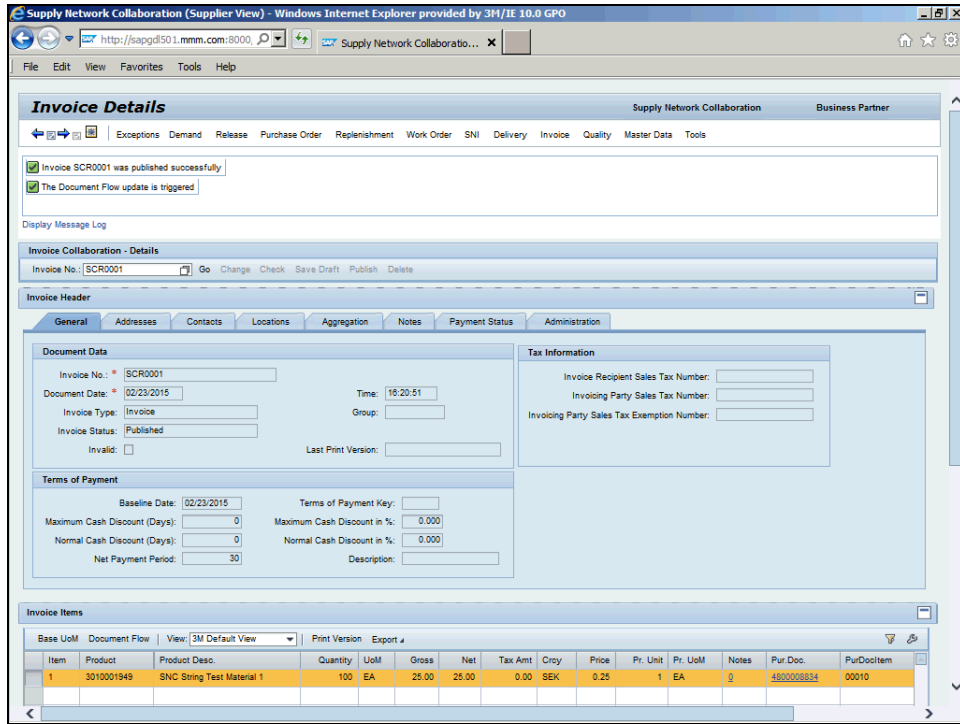 Supply Network Collaboration (Supplier View) - Windows Internet Explorer provided by 3M/IE 10.0 GPO
http://sapgdl501.mmm.com:8000, Supply Network Collaboratio...
File Edit View Favorites Tools Help
Invoice Details Supply Network Collaboration Business Partner
Exceptions Demand Release Purchase Order Replenishment Work Order SNI Delivery Invoice Quality Master Data Tools
Invoice SCR0001 was published successfully
The Document Flow update is triggered
Display Message Log
Invoice Collaboration - Details
Invoice No.: SCR0001 Go Change Check Save Draft Publish Delete
Invoice Header
General Addresses Contacts Locations Aggregation Notes Payment Status Administration
Document Data
Invoice No.: * SCR0001
Document Date: * 02/23/2015 Time: 16:20:51
Invoice Type: Invoice Group:
Invoice Status: Published
Invalid: Last Print Version:
Tax Information
Invoice Recipient Sales Tax Number:
Invoicing Party Sales Tax Number:
Invoicing Party Sales Tax Exemption Number:
Terms of Payment
Baseline Date: 02/23/2015 Terms of Payment Key:
Maximum Cash Discount (Days): 0 Maximum Cash Discount in %: 0.000
Normal Cash Discount (Days): 0 Normal Cash Discount in %: 0.000
Net Payment Period: 30 Description:
Invoice Items
Base UoM Document Flow View: 3M Default View Print Version Export
Item Product Product Desc. Quantity UoM Gross Net Tax Amt Crcy Price Pr. Unit Pr. UoM Notes Pur.Doc. PurDocItem
1 3010001949 SNC String Test Material 1 100 EA 25.00 25.00 0.00 SEK 0.25 1 EA 0 4800008834 00010